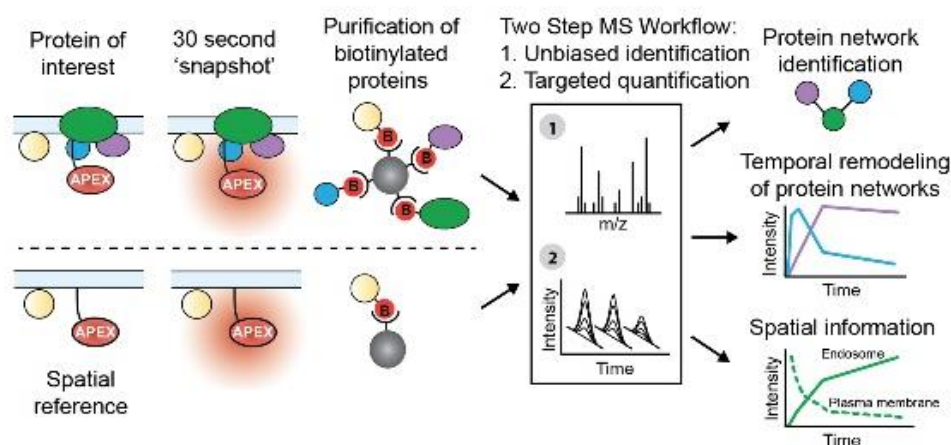 Protein of
interest
30 second
‘snapshot’
Purification of
biotinylated
proteins
Two Step MS Workflow:
1. Unbiased identification
2. Targeted quantification
Protein network
identification
APEX
APEX
B
B
B
B
1
m/z
Temporal remodeling
of protein networks
Intensity
Time
APEX
APEX
B
2
Intensity
Time
Spatial information
Endosome
Plasma membrane
Intensity
Time
Spatial
reference